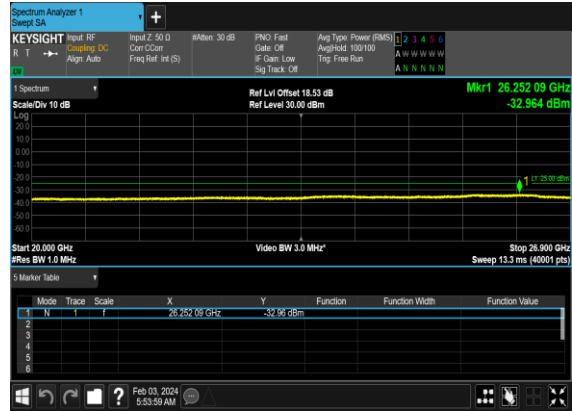 Spectrum Analyzer 1
Swept SA
+
KEYSIGHT Input: RF Input Z: 50 Ω #Atten: 30 dB PNO: Fast Avg Type: Power (RMS) 1 2 3 4 5 6
R T Coupling: DC Corr CCorr Gate: Off Avg|Hold: 100/100 A W W W W W
Align: Auto Freq Ref: Int (S) IF Gain: Low Trig: Free Run
Sig Track: Off A N N N N N
1 Spectrum Ref Lvl Offset 18.53 dB Mkr1 26.252 09 GHz
Scale/Div 10 dB Ref Level 30.00 dBm -32.964 dBm
Log
20.0
10.0
0.00
-10.0
-20.0
1
-30.0
-40.0
-50.0
-60.0
Start 20.000 GHz Video BW 3.0 MHz* Stop 26.900 GHz
#Res BW 1.0 MHz Sweep 13.3 ms (40001 pts)
5 Marker Table
Mode Trace Scale X Y Function Function Width Function Value
1 N 1 f 26.252 09 GHz -32.96 dBm
2
3
4
5
6
? Feb 03, 2024
5:53:59 AM